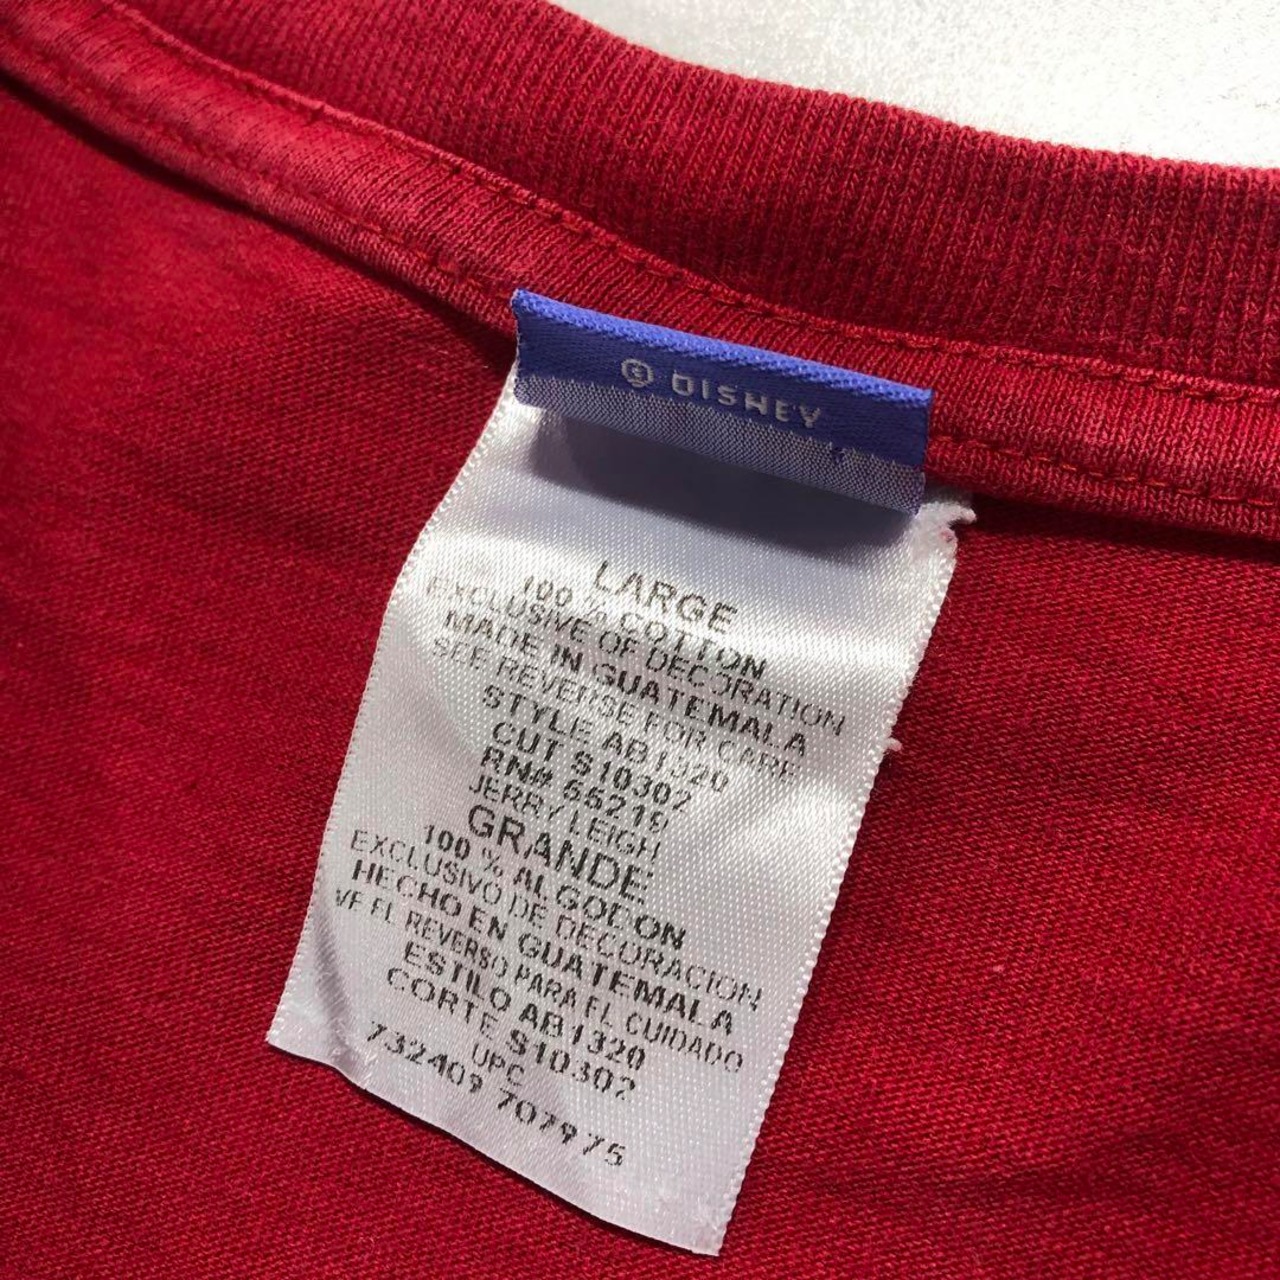 © DISNEY
LARGE
100 % COTTON
EXCLUSIVE OF DECORATION
MADE IN GUATEMALA
SEE REVERSE FOR CARE
STYLE AB1320
CUT S10302
RN# 66219
JERRY LEIGH
GRANDE
100 % ALGODON
EXCLUSIVO DE DECORACION
HECHO EN GUATEMALA
VE EL REVERSO PARA EL CUIDADO
ESTILO AB1320
CORTE S10302
UPC
732409 707975